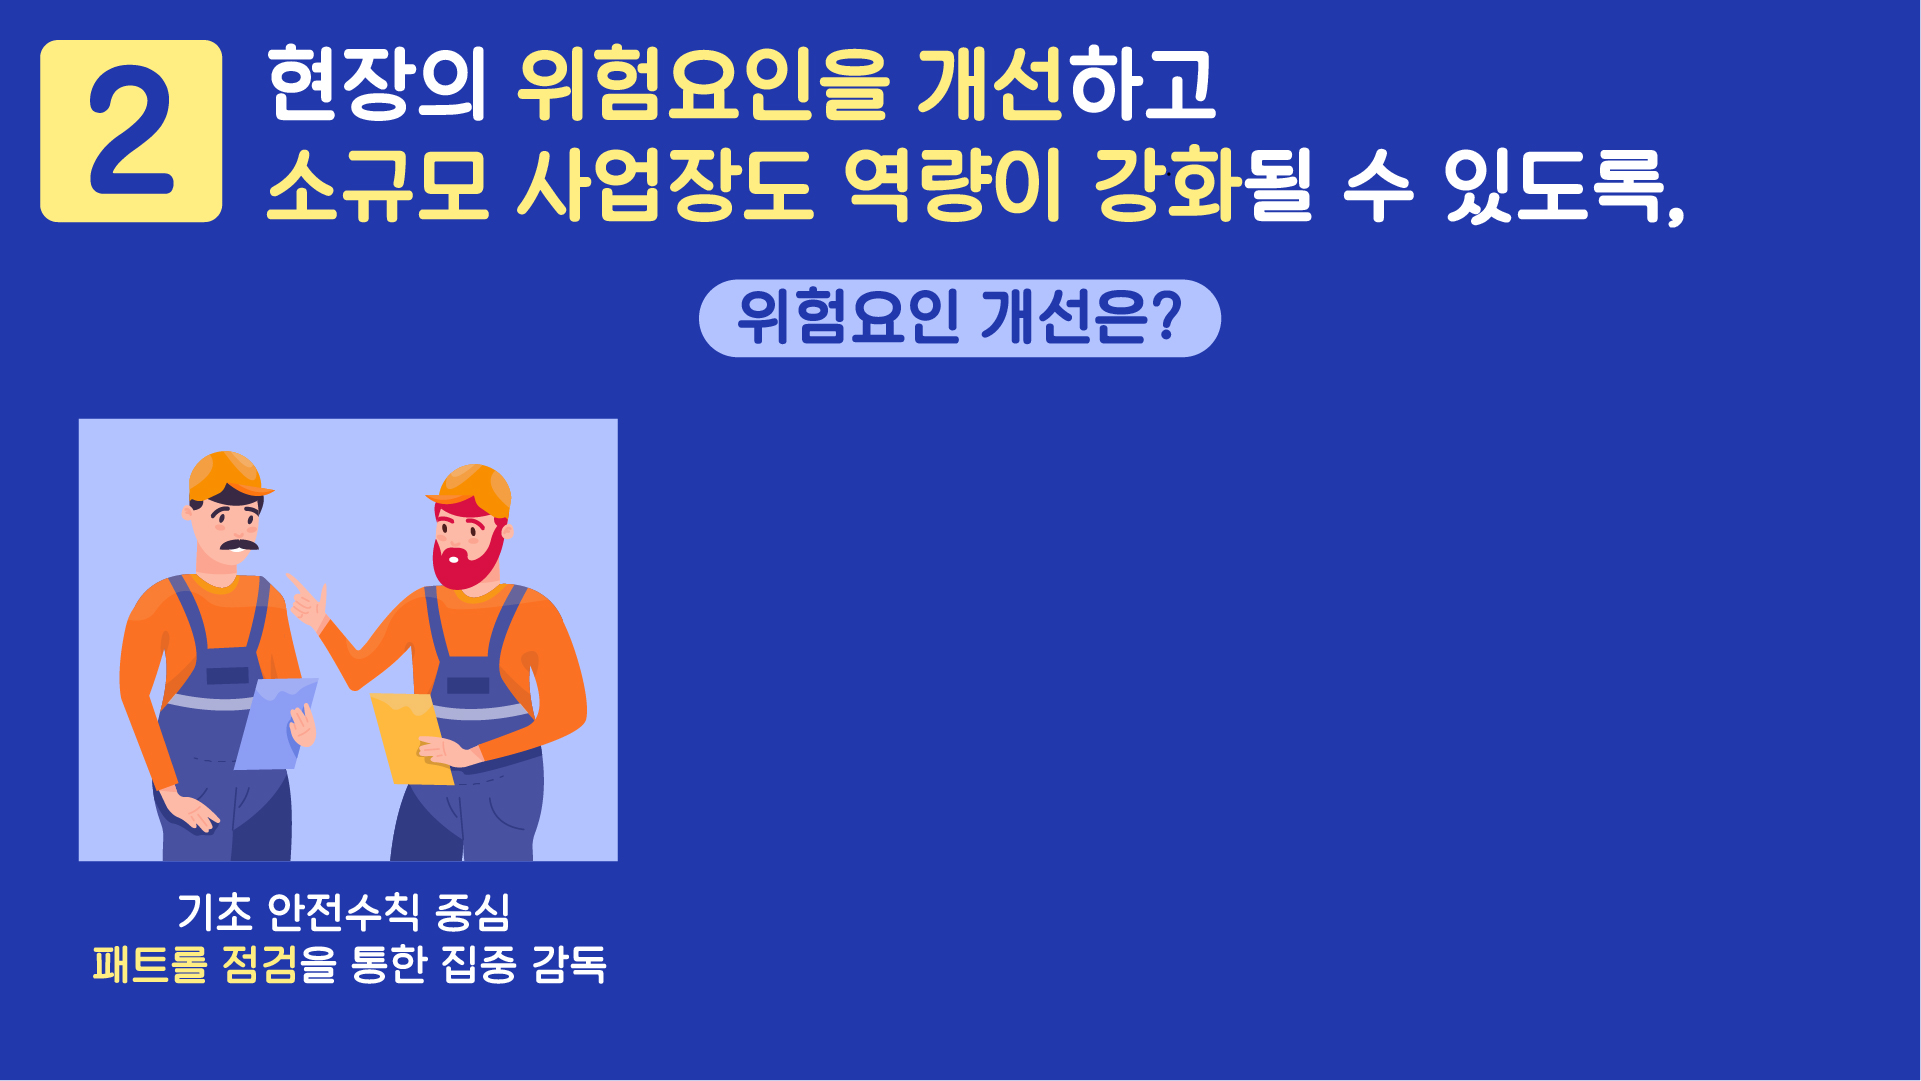 2
현장의 위험요인을 개선하고
소규모 사업장도 역량이 강화될 수 있도록,
위험요인 개선은?
기초 안전수칙 중심
패트롤 점검을 통한 집중 감독